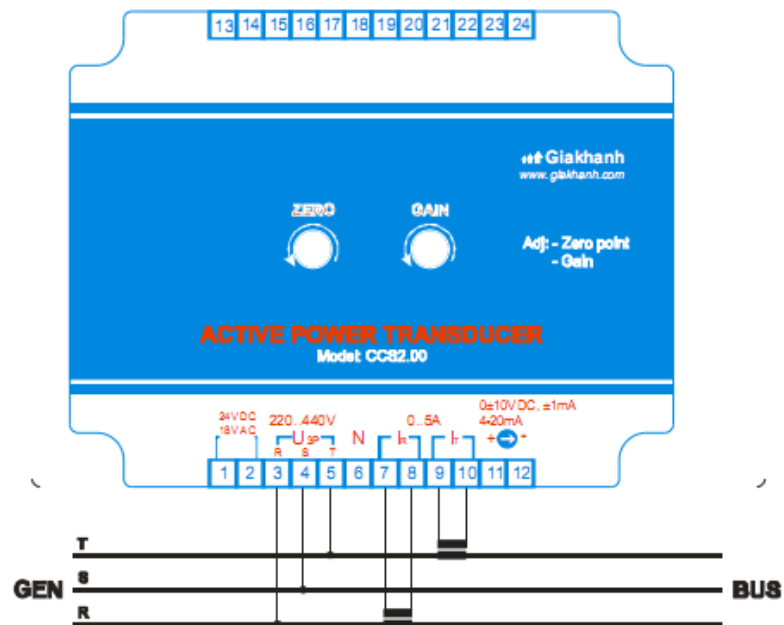 13 14 15 16 17 18 19 20 21 22 23 24
Giakhanh
www.giakhanh.com
ZERO
GAIN
Adj: - Zero point
- Gain
ACTIVE POWER TRANSDUCER
Model: CCS2.00
24VDC
18VAC
220...440V
0...5A
0±10VDC, ±1mA
4÷20mA
U3P N IR IT + -
R S T
1 2 3 4 5 6 7 8 9 10 11 12
T
GEN S BUS
R